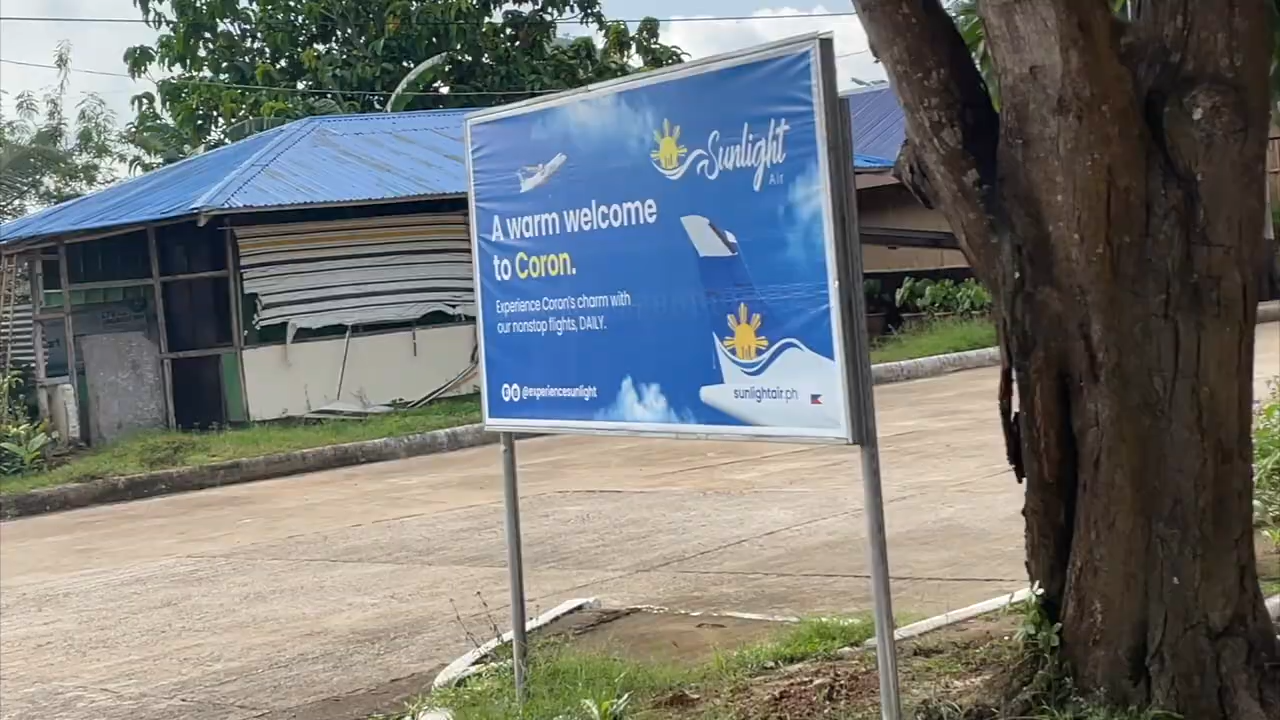 Sunlight
Air
A warm welcome
to Coron.
Experience Coron's charm with
our nonstop flights, DAILY.
@experiencesunlight
sunlightair.ph